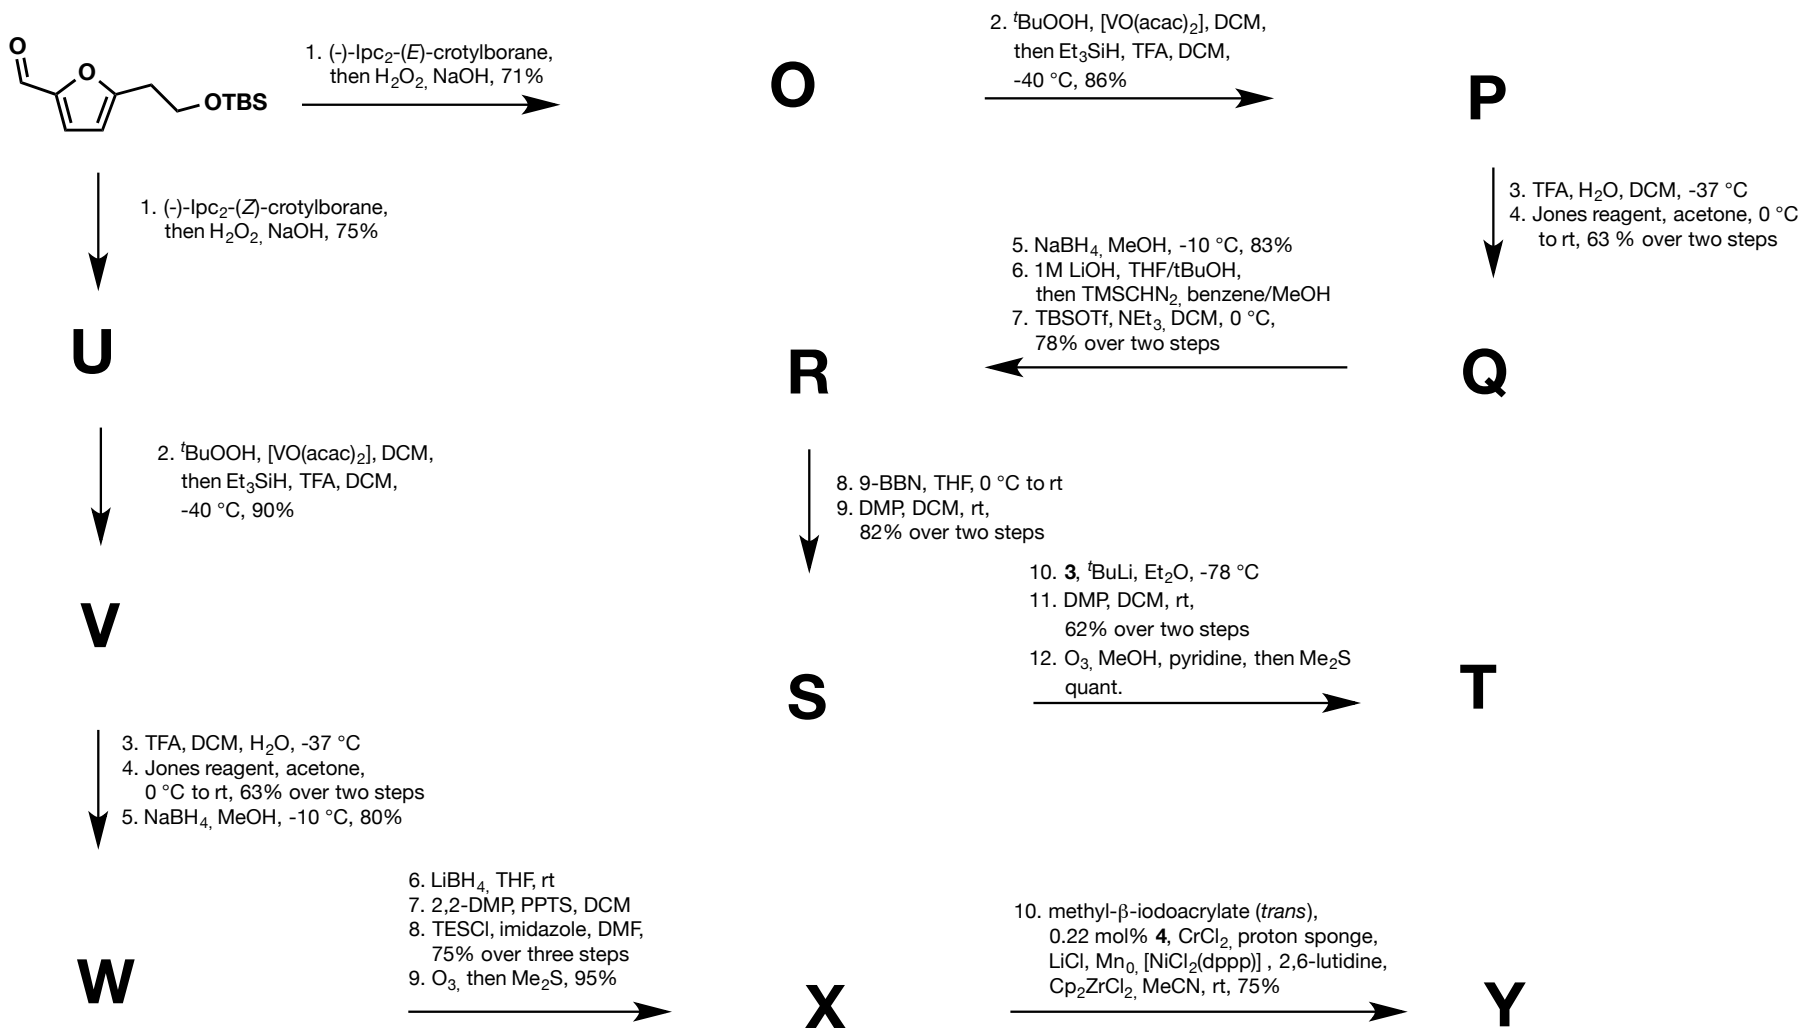 O
O
OTBS
1. (-)-Ipc2-(E)-crotylborane,
then H2O2, NaOH, 71%
O
2. tBuOOH, [VO(acac)2], DCM,
then Et3SiH, TFA, DCM,
-40 °C, 86%
P
1. (-)-Ipc2-(Z)-crotylborane,
then H2O2, NaOH, 75%
3. TFA, H2O, DCM, -37 °C
4. Jones reagent, acetone, 0 °C
to rt, 63 % over two steps
U
R
5. NaBH4, MeOH, -10 °C, 83%
6. 1M LiOH, THF/tBuOH,
then TMSCHN2, benzene/MeOH
7. TBSOTf, NEt3, DCM, 0 °C,
78% over two steps
Q
2. tBuOOH, [VO(acac)2], DCM,
then Et3SiH, TFA, DCM,
-40 °C, 90%
8. 9-BBN, THF, 0 °C to rt
9. DMP, DCM, rt,
82% over two steps
V
S
10. 3, tBuLi, Et2O, -78 °C
11. DMP, DCM, rt,
62% over two steps
12. O3, MeOH, pyridine, then Me2S
quant.
T
3. TFA, DCM, H2O, -37 °C
4. Jones reagent, acetone,
0 °C to rt, 63% over two steps
5. NaBH4, MeOH, -10 °C, 80%
W
6. LiBH4, THF, rt
7. 2,2-DMP, PPTS, DCM
8. TESCl, imidazole, DMF,
75% over three steps
9. O3, then Me2S, 95%
X
10. methyl-β-iodoacrylate (trans),
0.22 mol% 4, CrCl2, proton sponge,
LiCl, Mn0, [NiCl2(dppp)] , 2,6-lutidine,
Cp2ZrCl2, MeCN, rt, 75%
Y